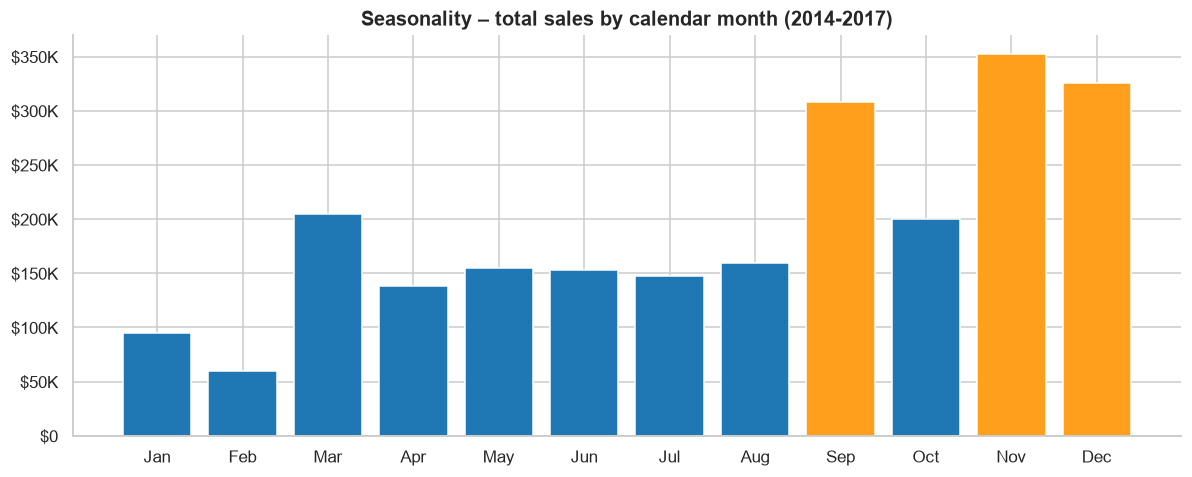 Seasonality – total sales by calendar month (2014-2017)
$350K
$300K
$250K
$200K
$150K
$100K
$50K
$0
Jan Feb Mar Apr May Jun Jul Aug Sep Oct Nov Dec